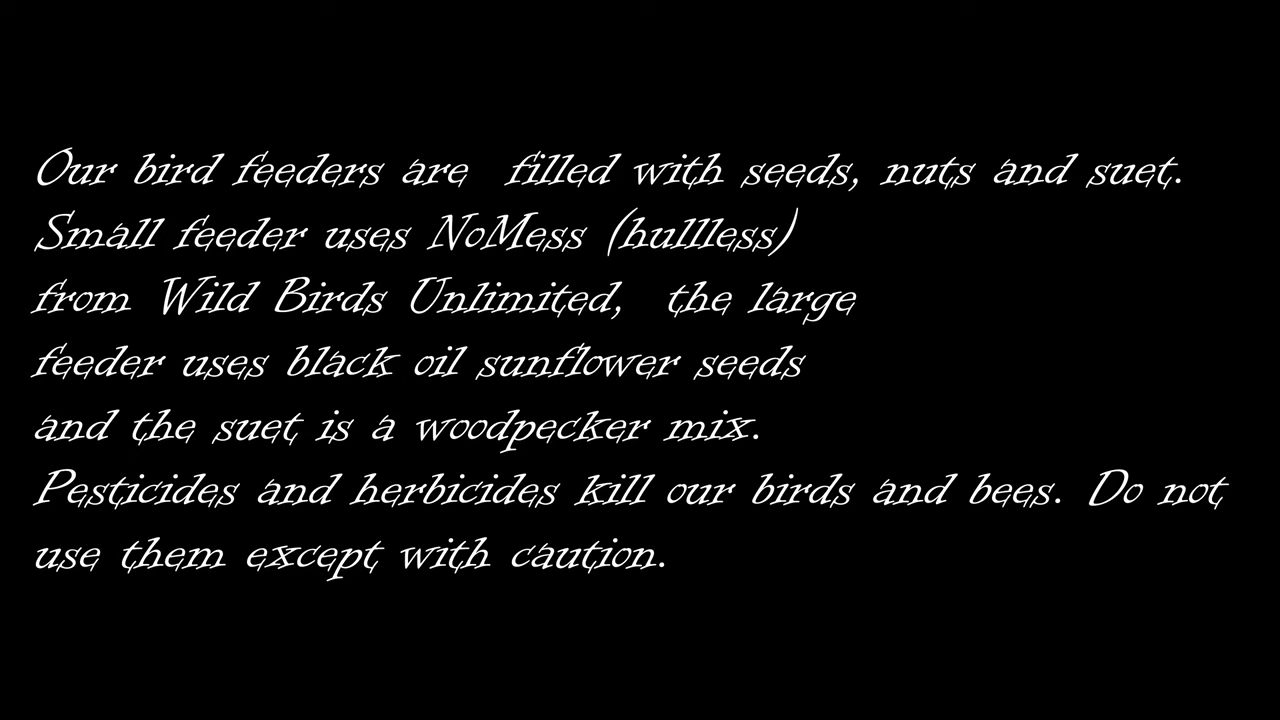 Our bird feeders are filled with seeds, nuts and suet.
Small feeder uses NoMess (hullless)
from Wild Birds Unlimited, the large
feeder uses black oil sunflower seeds
and the suet is a woodpecker mix.
Pesticides and herbicides kill our birds and bees. Do not
use them except with caution.